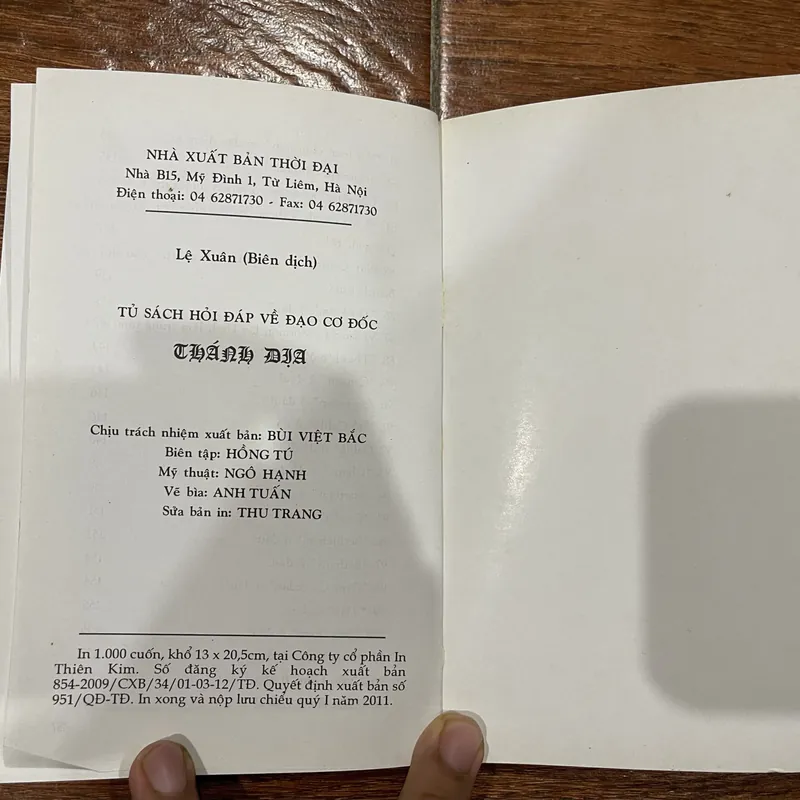 NHÀ XUẤT BẢN THỜI ĐẠI
Nhà B15, Mỹ Đình 1, Từ Liêm, Hà Nội
Điện thoại: 04 62871730 - Fax: 04 62871730
Lệ Xuân (Biên dịch)
TỦ SÁCH HỎI ĐÁP VỀ ĐẠO CƠ ĐỐC
THÁNH ĐỊA
Chịu trách nhiệm xuất bản: BÙI VIỆT BẮC
Biên tập: HỒNG TÚ
Mỹ thuật: NGÔ HẠNH
Vẽ bìa: ANH TUẤN
Sửa bản in: THU TRANG
In 1.000 cuốn, khổ 13 x 20,5cm, tại Công ty cổ phần In
Thiên Kim. Số đăng ký kế hoạch xuất bản
854-2009/CXB/34/01-03-12/TĐ. Quyết định xuất bản số
951/QĐ-TĐ. In xong và nộp lưu chiểu quý I năm 2011.